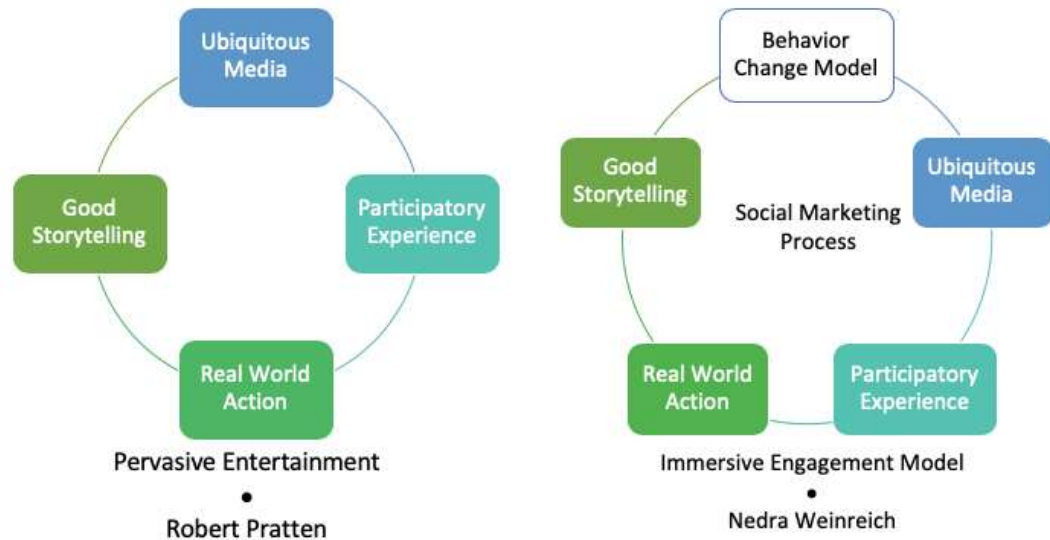 Ubiquitous
Media
Good
Storytelling
Participatory
Experience
Real World
Action
Pervasive Entertainment
•
Robert Pratten
Behavior
Change Model
Good
Storytelling
Ubiquitous
Media
Social Marketing
Process
Real World
Action
Participatory
Experience
Immersive Engagement Model
•
Nedra Weinreich